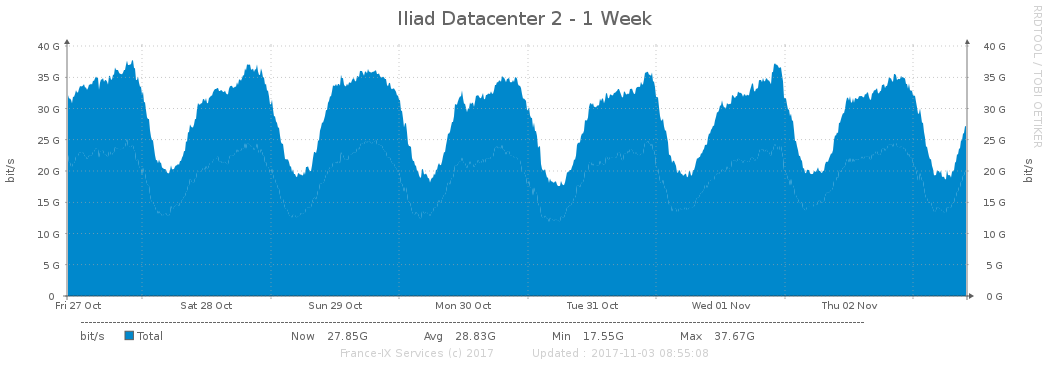 Iliad Datacenter 2 - 1 Week
RRDTOOL / TOBI OETIKER
40 G 40 G
35 G 35 G
30 G 30 G
25 G 25 G
20 G 20 G
15 G 15 G
10 G 10 G
5 G 5 G
0 0 G
bit/s bit/s
Fri 27 Oct Sat 28 Oct Sun 29 Oct Mon 30 Oct Tue 31 Oct Wed 01 Nov Thu 02 Nov
bit/s Total Now 27.85G Avg 28.83G Min 17.55G Max 37.67G
France-IX Services (c) 2017 Updated : 2017-11-03 08:55:08